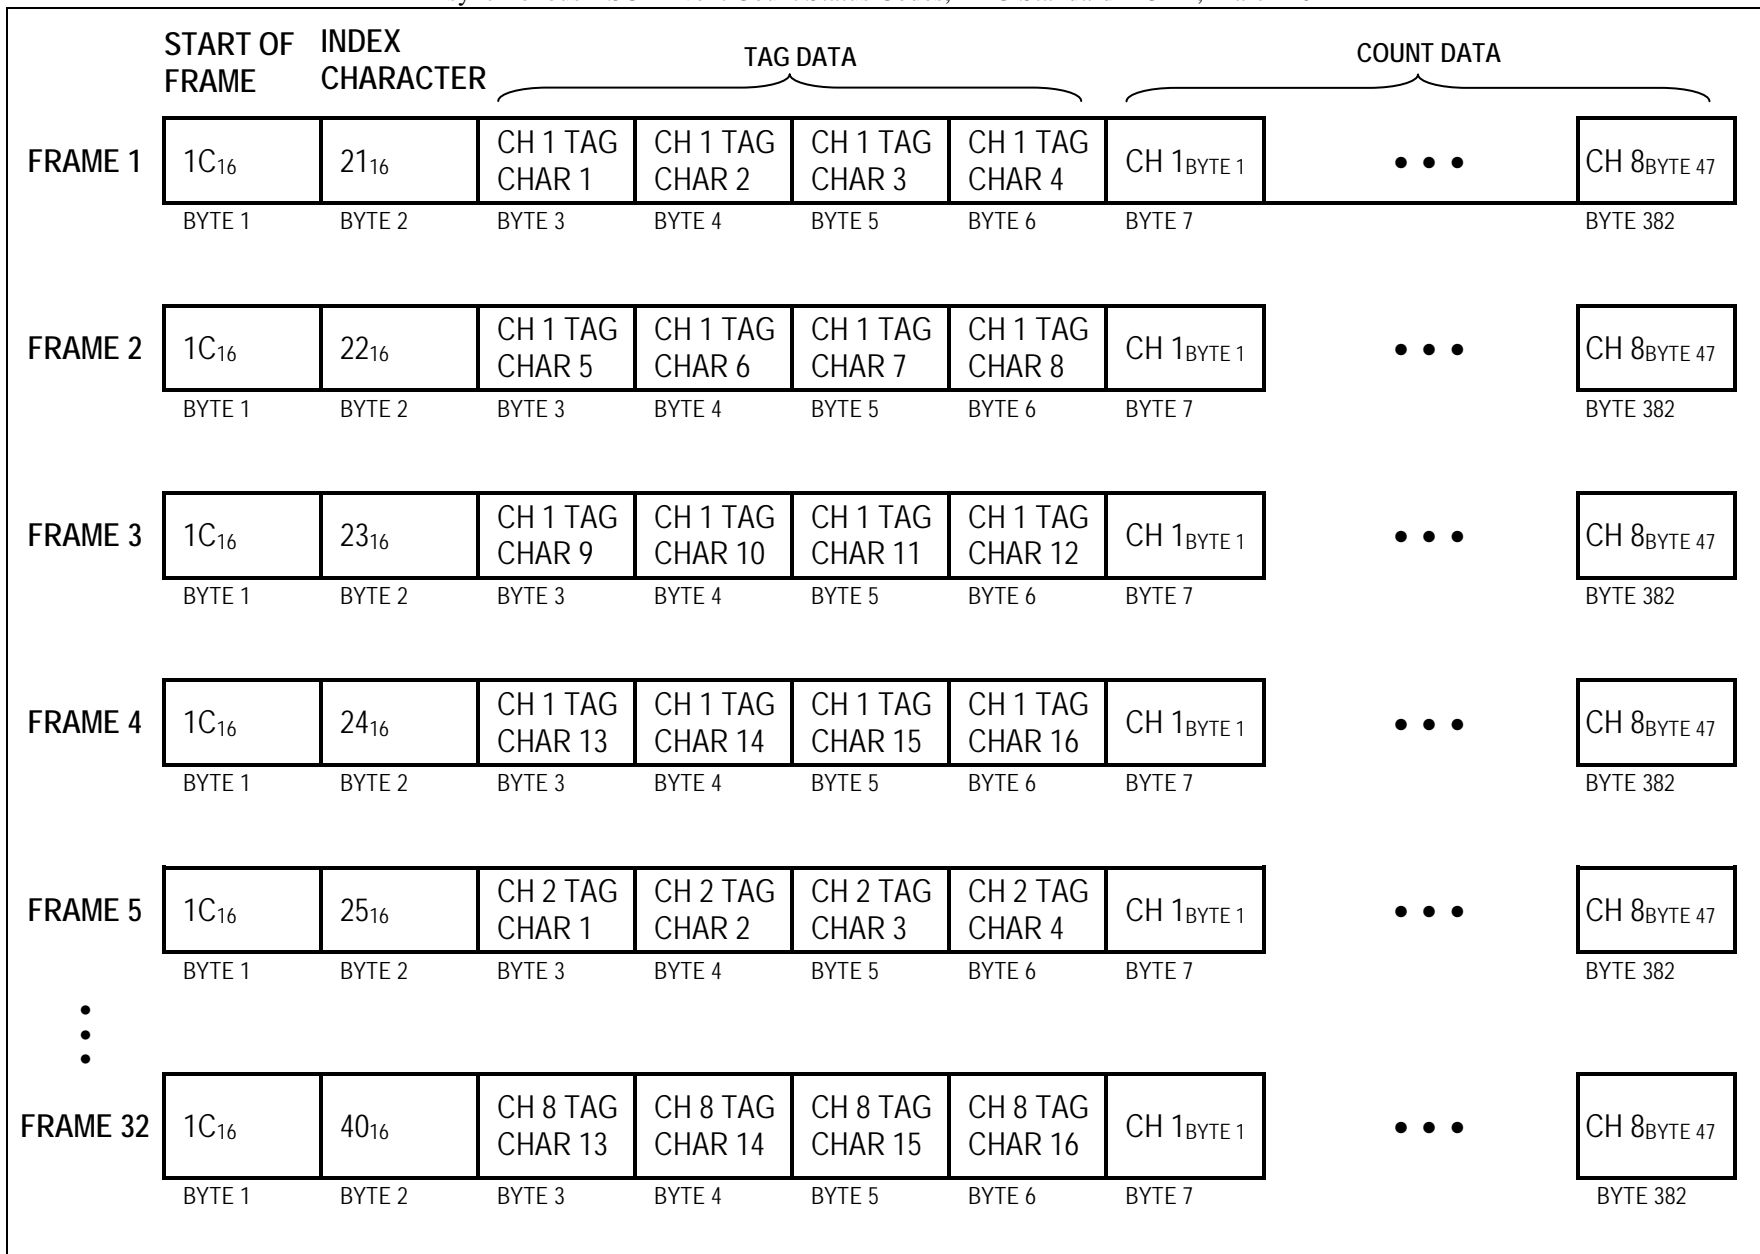 START OF FRAME
INDEX CHARACTER
TAG DATA
COUNT DATA
FRAME 1
1C16
2116
CH 1 TAG CHAR 1
CH 1 TAG CHAR 2
CH 1 TAG CHAR 3
CH 1 TAG CHAR 4
CH 1BYTE 1
• • •
CH 8BYTE 47
BYTE 1 BYTE 2 BYTE 3 BYTE 4 BYTE 5 BYTE 6 BYTE 7 BYTE 382
FRAME 2
1C16
2216
CH 1 TAG CHAR 5
CH 1 TAG CHAR 6
CH 1 TAG CHAR 7
CH 1 TAG CHAR 8
CH 1BYTE 1
• • •
CH 8BYTE 47
BYTE 1 BYTE 2 BYTE 3 BYTE 4 BYTE 5 BYTE 6 BYTE 7 BYTE 382
FRAME 3
1C16
2316
CH 1 TAG CHAR 9
CH 1 TAG CHAR 10
CH 1 TAG CHAR 11
CH 1 TAG CHAR 12
CH 1BYTE 1
• • •
CH 8BYTE 47
BYTE 1 BYTE 2 BYTE 3 BYTE 4 BYTE 5 BYTE 6 BYTE 7 BYTE 382
FRAME 4
1C16
2416
CH 1 TAG CHAR 13
CH 1 TAG CHAR 14
CH 1 TAG CHAR 15
CH 1 TAG CHAR 16
CH 1BYTE 1
• • •
CH 8BYTE 47
BYTE 1 BYTE 2 BYTE 3 BYTE 4 BYTE 5 BYTE 6 BYTE 7 BYTE 382
FRAME 5
1C16
2516
CH 2 TAG CHAR 1
CH 2 TAG CHAR 2
CH 2 TAG CHAR 3
CH 2 TAG CHAR 4
CH 1BYTE 1
• • •
CH 8BYTE 47
BYTE 1 BYTE 2 BYTE 3 BYTE 4 BYTE 5 BYTE 6 BYTE 7 BYTE 382
FRAME 32
1C16
4016
CH 8 TAG CHAR 13
CH 8 TAG CHAR 14
CH 8 TAG CHAR 15
CH 8 TAG CHAR 16
CH 1BYTE 1
• • •
CH 8BYTE 47
BYTE 1 BYTE 2 BYTE 3 BYTE 4 BYTE 5 BYTE 6 BYTE 7 BYTE 382